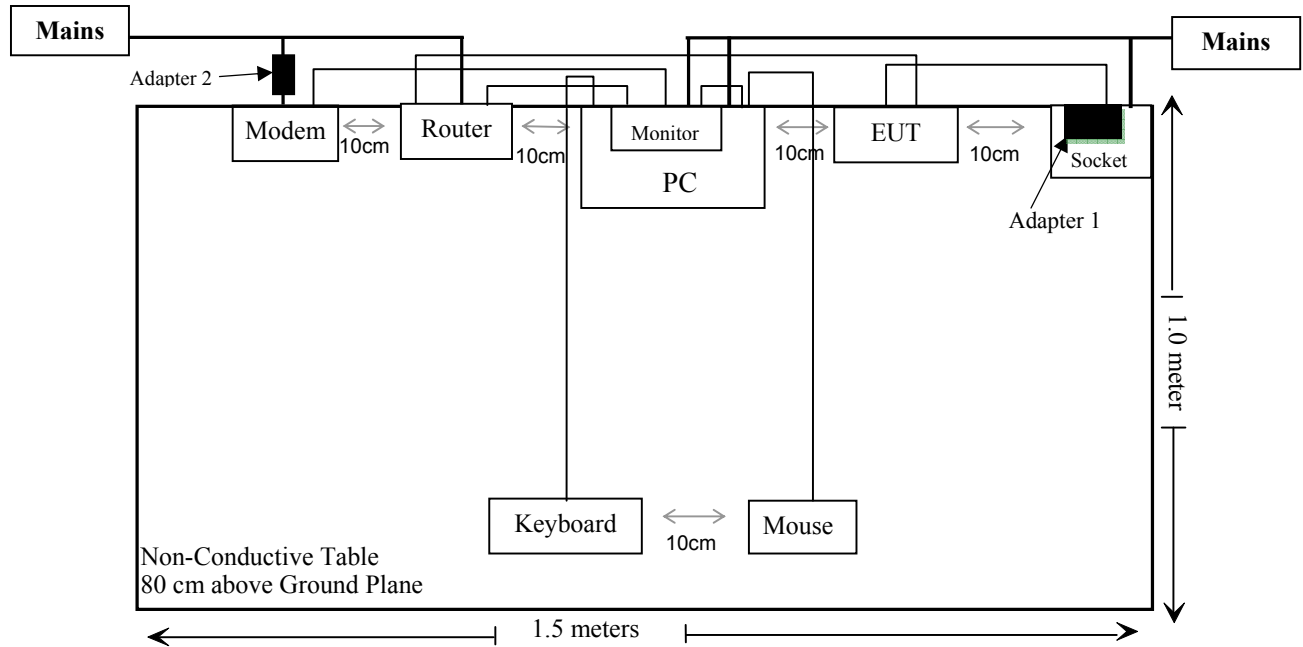 Mains
Mains
Adapter 2
Modem
10cm
Router
10cm
Monitor
PC
10cm
EUT
10cm
Socket
Adapter 1
1.0 meter
Keyboard
10cm
Mouse
Non-Conductive Table
80 cm above Ground Plane
1.5 meters